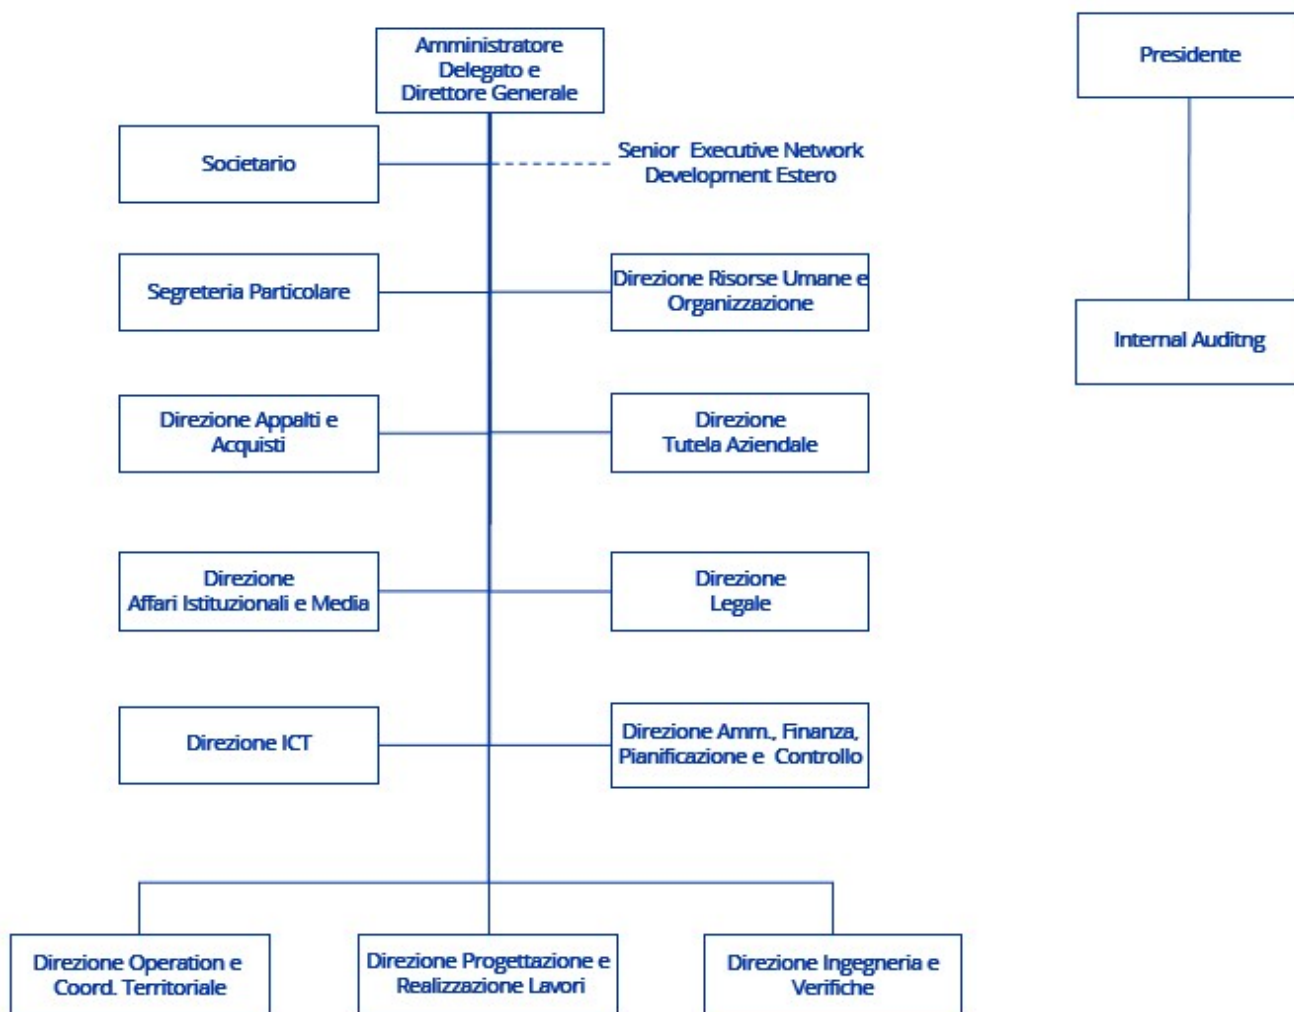 Amministratore
Delegato e
Direttore Generale
Presidente
Societario
Senior Executive Network
Development Estero
Segreteria Particolare
Direzione Risorse Umane e
Organizzazione
Internal Auditng
Direzione Appalti e
Acquisti
Direzione
Tutela Aziendale
Direzione
Affari Istituzionali e Media
Direzione
Legale
Direzione ICT
Direzione Amm., Finanza,
Pianificazione e Controllo
Direzione Operation e
Coord. Territoriale
Direzione Progettazione e
Realizzazione Lavori
Direzione Ingegneria e
Verifiche